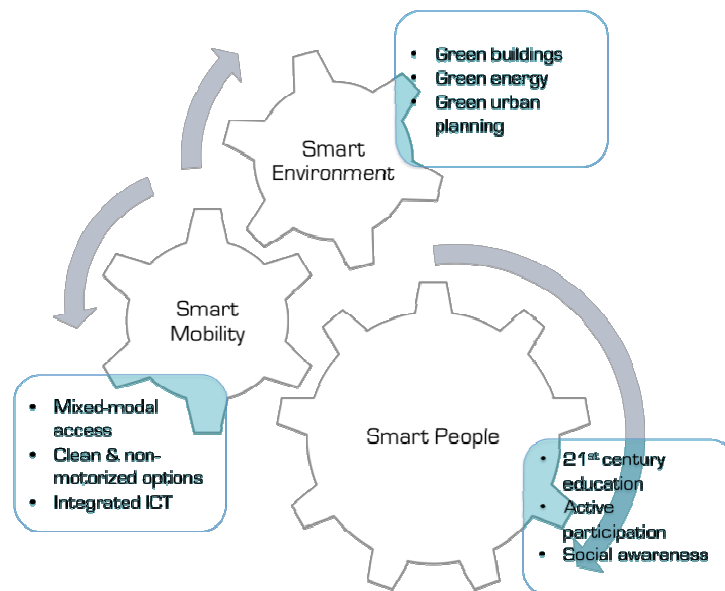 • Green buildings
• Green energy
• Green urban
planning
Smart
Environment
Smart
Mobility
• Mixed-modal
access
• Clean & non-
motorized options
• Integrated ICT
Smart People
• 21st century
education
• Active
participation
• Social awareness